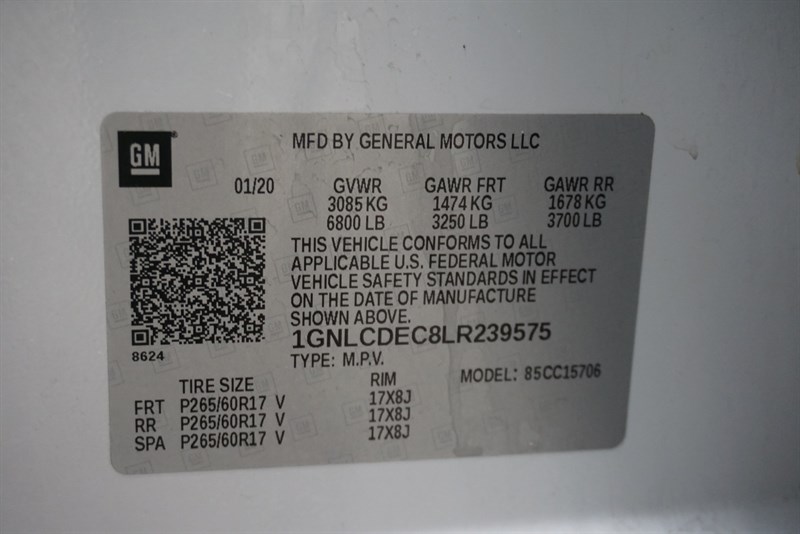 GM
MFD BY GENERAL MOTORS LLC
01/20 GVWR GAWR FRT GAWR RR
3085 KG 1474 KG 1678 KG
6800 LB 3250 LB 3700 LB
THIS VEHICLE CONFORMS TO ALL
APPLICABLE U.S. FEDERAL MOTOR
VEHICLE SAFETY STANDARDS IN EFFECT
ON THE DATE OF MANUFACTURE
SHOWN ABOVE.
1GNLCDEC8LR239575
8624
TYPE: M.P.V.
MODEL: 85CC15706
TIRE SIZE RIM
FRT P265/60R17 V 17X8J
RR P265/60R17 V 17X8J
SPA P265/60R17 V 17X8J